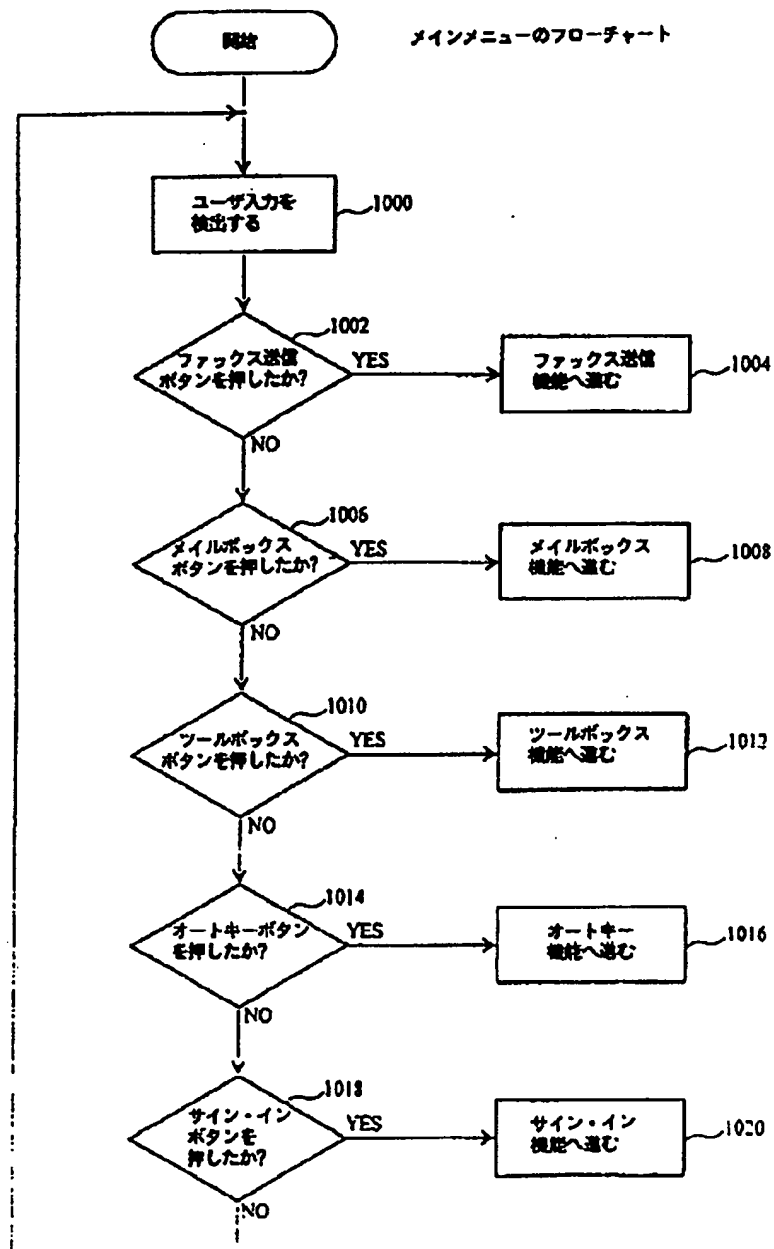 開始
メインメニューのフローチャート
ユーザ入力を
検出する
1000
ファックス送信
ボタンを押したか?
1002
YES
ファックス送信
機能へ進む
1004
NO
メイルボックス
ボタンを押したか?
1006
YES
メイルボックス
機能へ進む
1008
NO
ツールボックス
ボタンを押したか?
1010
YES
ツールボックス
機能へ進む
1012
NO
オートキーボタン
を押したか?
1014
YES
オートキー
機能へ進む
1016
NO
サイン・イン
ボタンを
押したか?
1018
YES
サイン・イン
機能へ進む
1020
NO